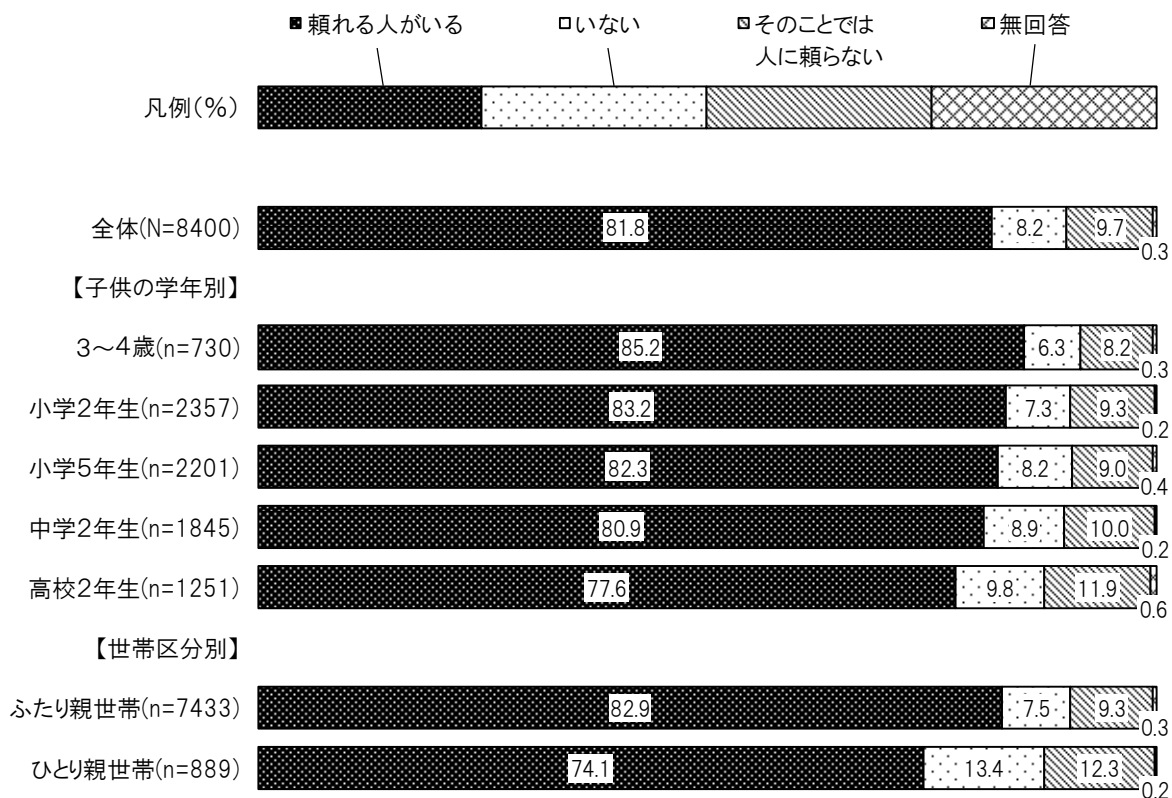 頼れる人がいる いない そのことでは 無回答
人に頼らない
凡例(%)
全体(N=8400) 81.8 8.2 9.7 0.3
【子供の学年別】
3～4歳(n=730) 85.2 6.3 8.2 0.3
小学2年生(n=2357) 83.2 7.3 9.3 0.2
小学5年生(n=2201) 82.3 8.2 9.0 0.4
中学2年生(n=1845) 80.9 8.9 10.0 0.2
高校2年生(n=1251) 77.6 9.8 11.9 0.6
【世帯区分別】
ふたり親世帯(n=7433) 82.9 7.5 9.3 0.3
ひとり親世帯(n=889) 74.1 13.4 12.3 0.2